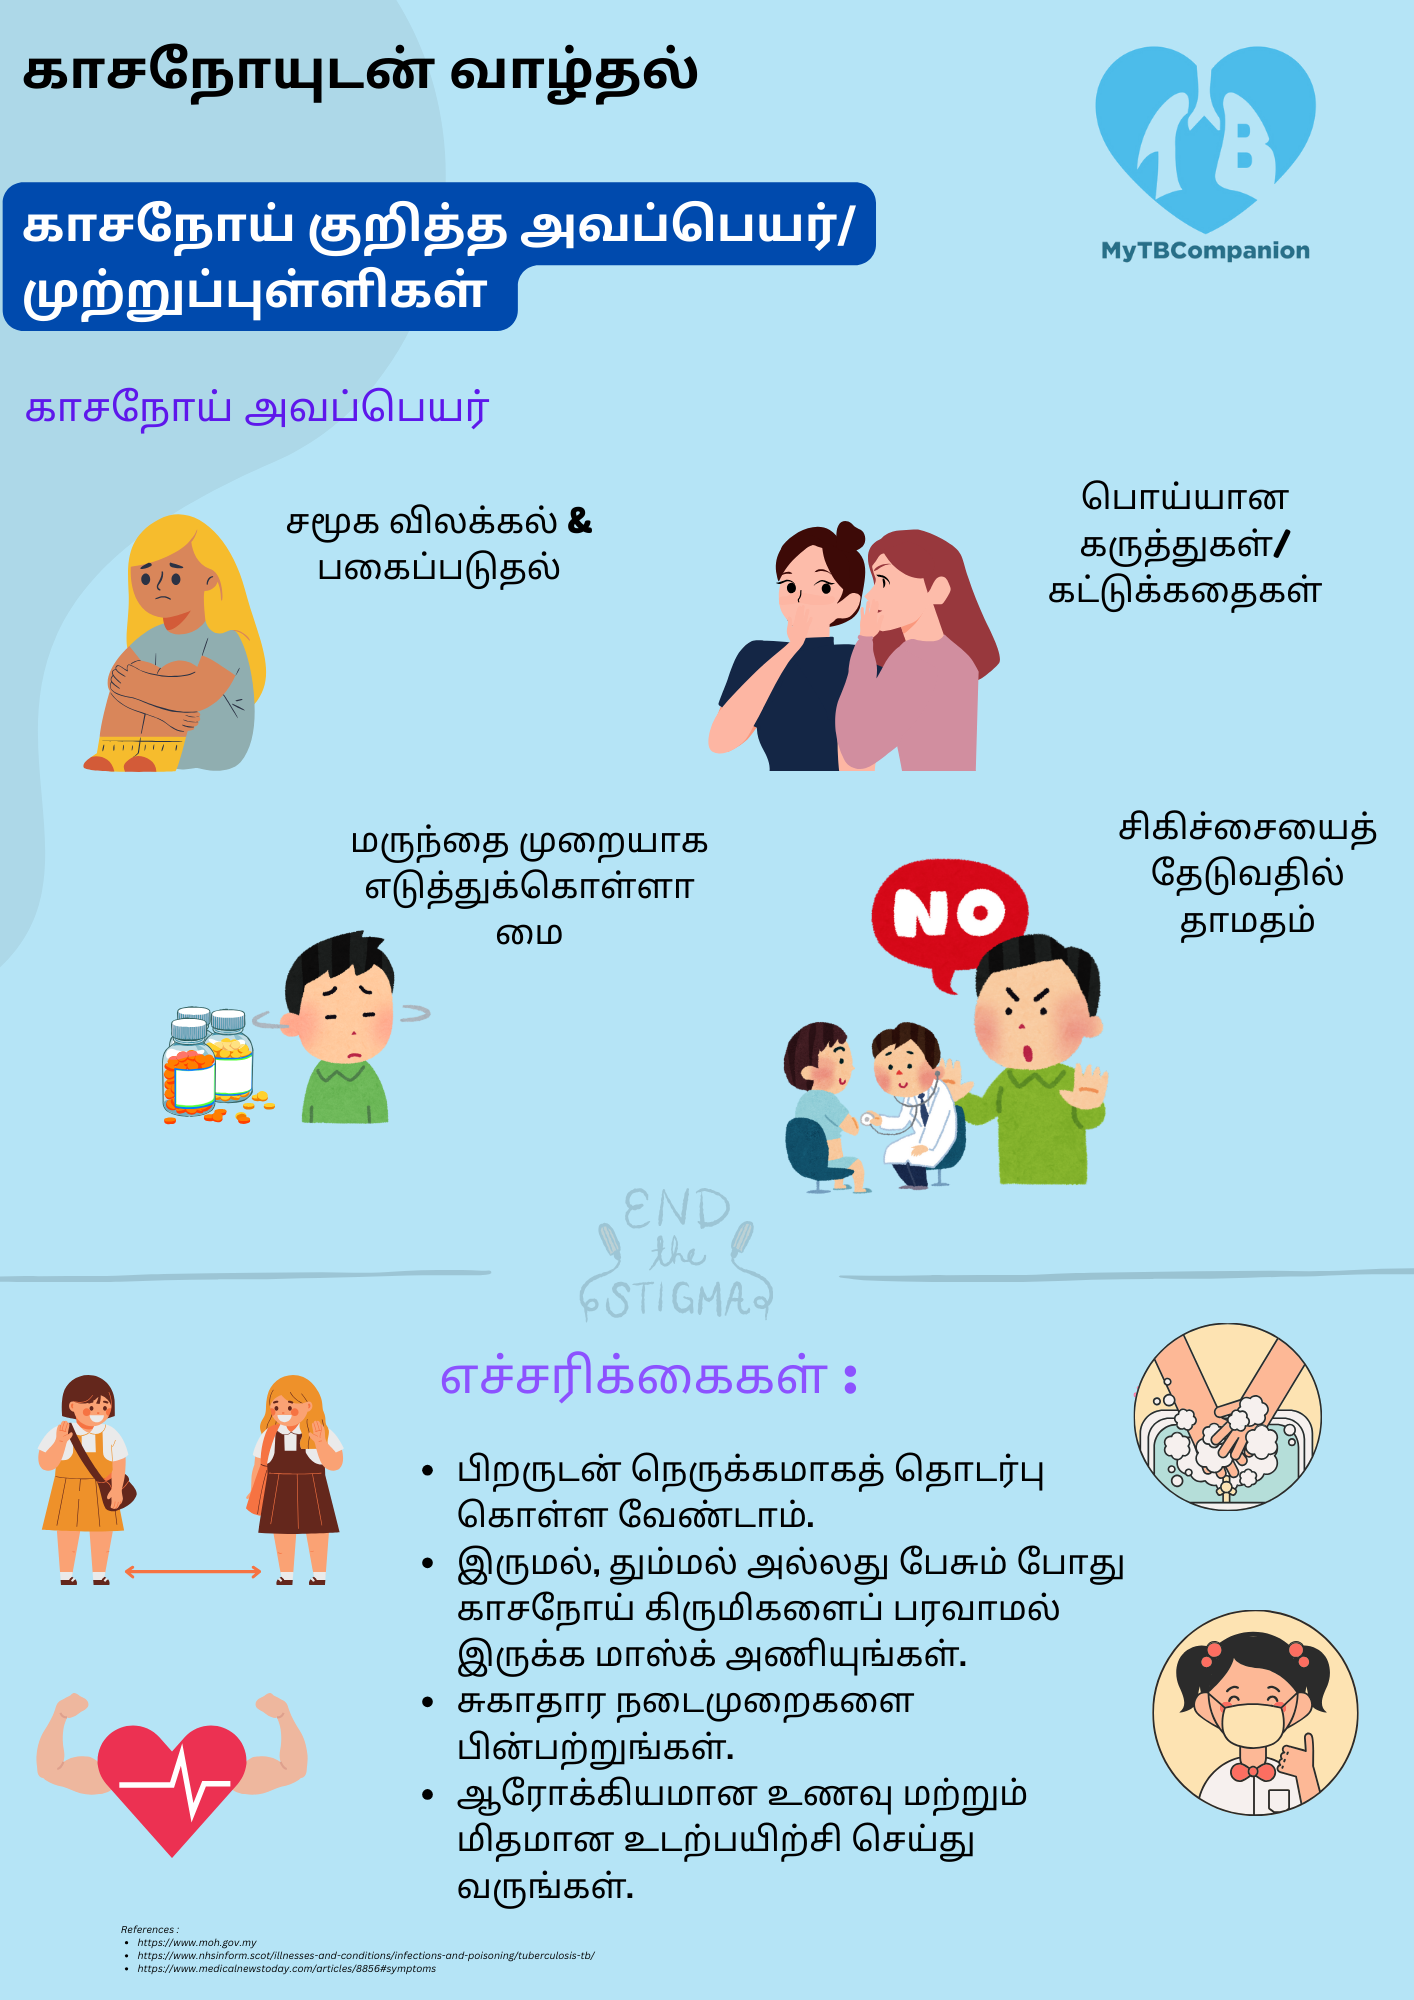 காசநோயுடன் வாழ்தல்
TB
MyTBCompanion
காசநோய் குறித்த அவப்பெயர்/
முற்றுப்புள்ளிகள்
காசநோய் அவப்பெயர்
சமூக விலக்கல் &
பகைப்படுதல்
பொய்யான
கருத்துகள்/
கட்டுக்கதைகள்
மருந்தை முறையாக
எடுத்துக்கொள்ளா
மை
சிகிச்சையைத்
தேடுவதில்
தாமதம்
NO
END
the
STIGMA
எச்சரிக்கைகள் :
• பிறருடன் நெருக்கமாகத் தொடர்பு
கொள்ள வேண்டாம்.
• இருமல், தும்மல் அல்லது பேசும் போது
காசநோய் கிருமிகளைப் பரவாமல்
இருக்க மாஸ்க் அணியுங்கள்.
• சுகாதார நடைமுறைகளை
பின்பற்றுங்கள்.
• ஆரோக்கியமான உணவு மற்றும்
மிதமான உடற்பயிற்சி செய்து
வருங்கள்.
References :
• https://www.moh.gov.my
• https://www.nhsinform.scot/illnesses-and-conditions/infections-and-poisoning/tuberculosis-tb/
• https://www.medicalnewstoday.com/articles/8856#symptoms